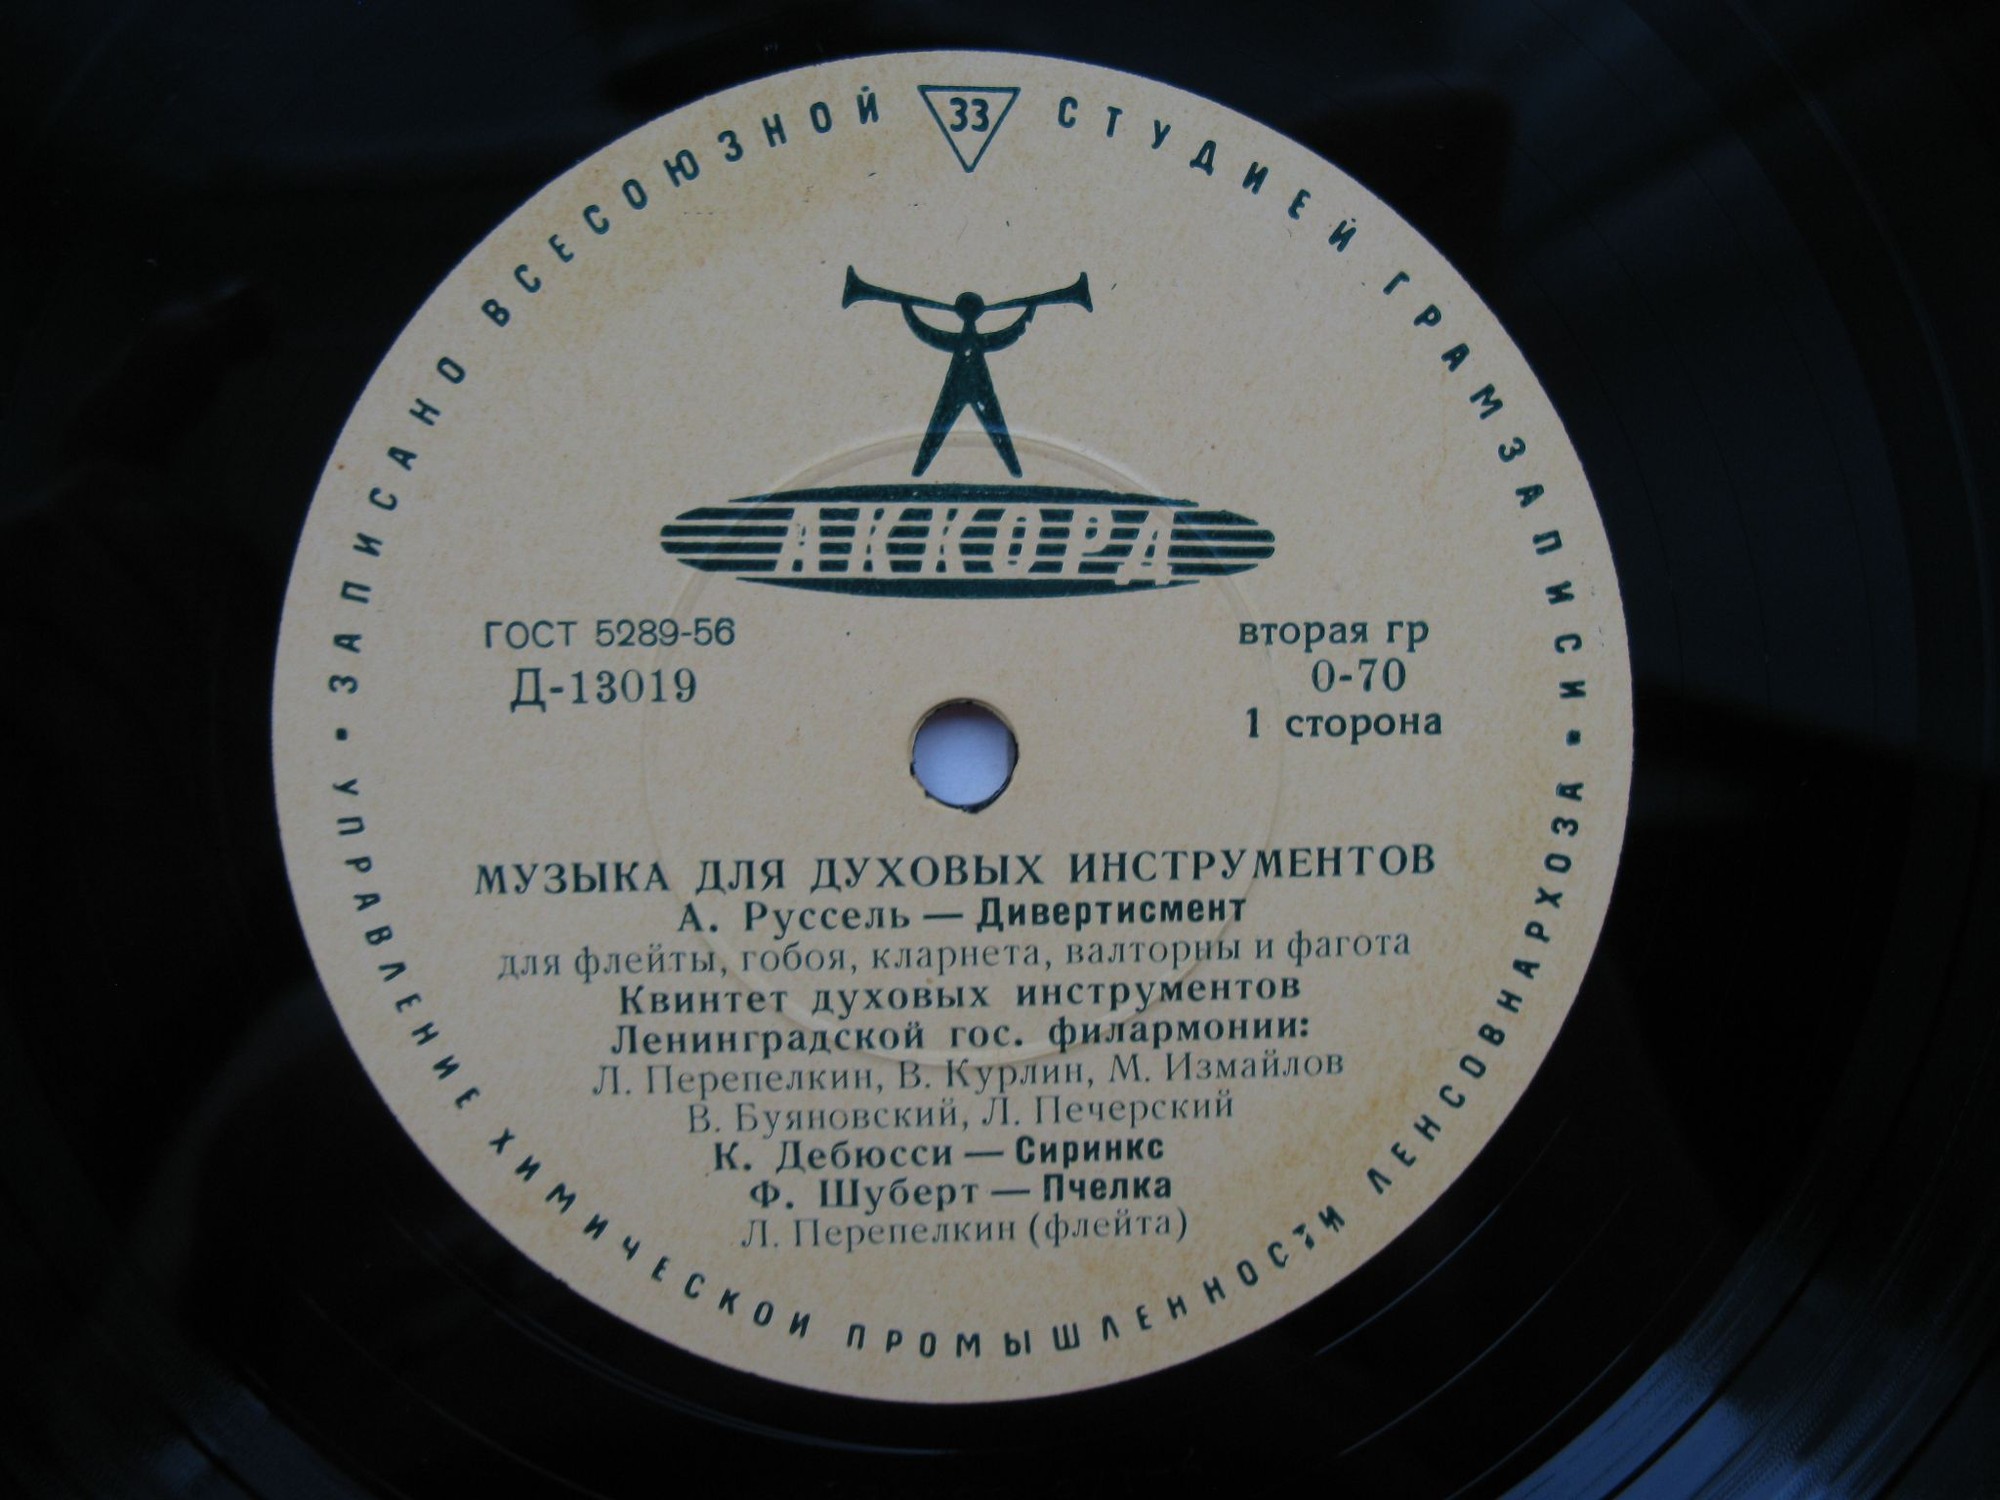 ЗАПИСАНО ВСЕСОЮЗНОЙ СТУДИЕЙ ГРАМЗАПИСИ
33
АККОРД
ГОСТ 5289-56
Д-13019
вторая гр
0-70
1 сторона
МУЗЫКА ДЛЯ ДУХОВЫХ ИНСТРУМЕНТОВ
А. Руссель — Дивертисмент
для флейты, гобоя, кларнета, валторны и фагота
Квинтет духовых инструментов
Ленинградской гос. филармонии:
Л. Перепелкин, В. Курлин, М. Измайлов
В. Буяновский, Л. Печерский
К. Дебюсси — Сиринкс
Ф. Шуберт — Пчелка
Л. Перепелкин (флейта)
УПРАВЛЕНИЕ ХИМИЧЕСКОЙ ПРОМЫШЛЕННОСТИ ЛЕНСОВНАРХОЗА